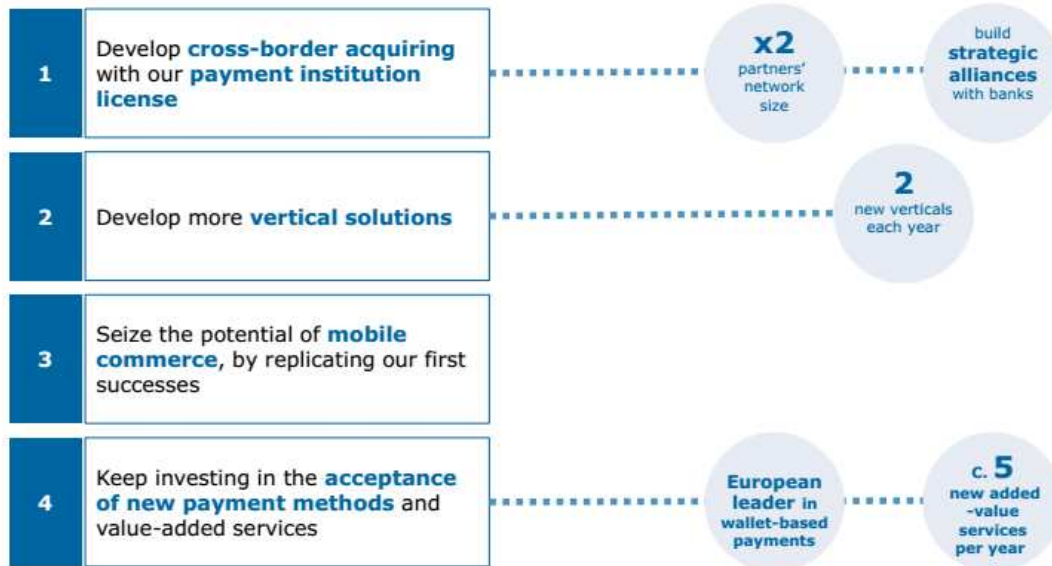 1
Develop cross-border acquiring
with our payment institution
license
x2
partners'
network
size
build
strategic
alliances
with banks
2
Develop more vertical solutions
2
new verticals
each year
3
Seize the potential of mobile
commerce, by replicating our first
successes
4
Keep investing in the acceptance
of new payment methods and
value-added services
European
leader in
wallet-based
payments
c. 5
new added
-value
services
per year